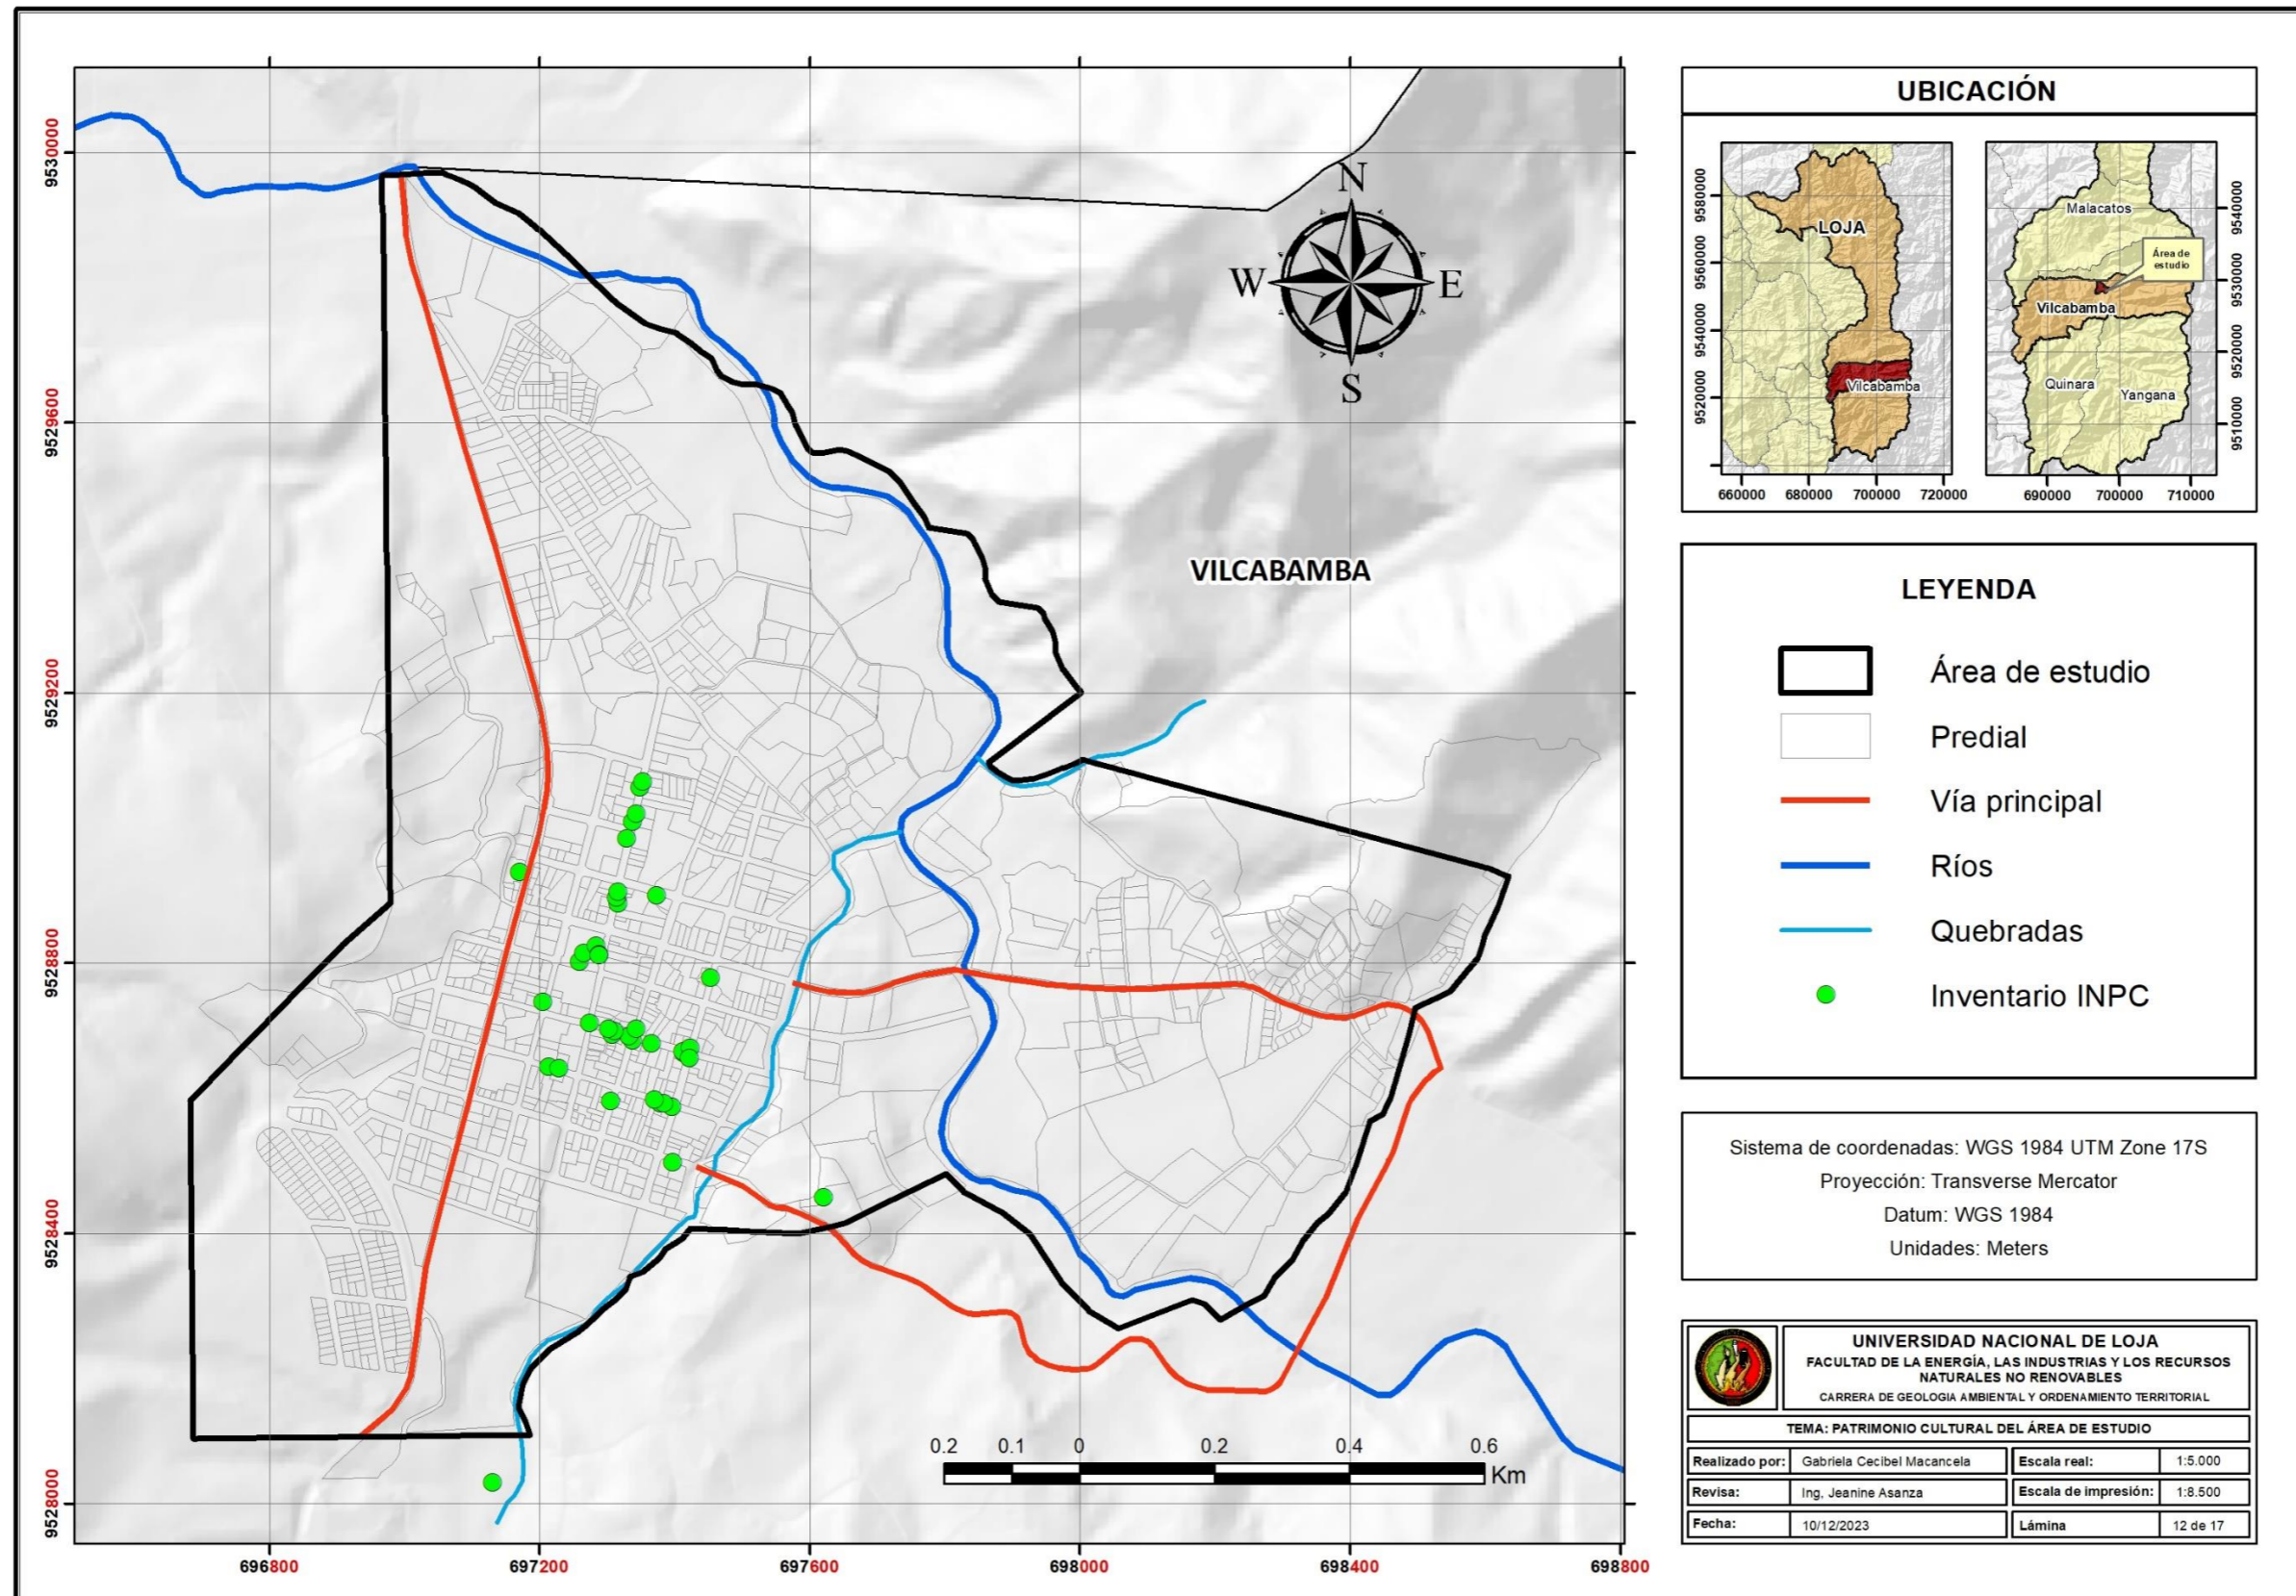 9530000
9529600
9529200
9528800
9528400
9528000
696800
697200
697600
698000
698400
698800
N
W
E
S
VILCABAMBA
0.2
0.1
0
0.2
0.4
0.6
Km
UBICACIÓN
9580000
9560000
9540000
9520000
LOJA
Vilcabamba
660000
680000
700000
720000
Malacatos
Área de
estudio
Vilcabamba
Quinara
Yangana
9540000
9530000
9520000
9510000
690000
700000
710000
LEYENDA
Área de estudio
Predial
Vía principal
Ríos
Quebradas
Inventario INPC
Sistema de coordenadas: WGS 1984 UTM Zone 17S
Proyección: Transverse Mercator
Datum: WGS 1984
Unidades: Meters
UNIVERSIDAD NACIONAL DE LOJA
FACULTAD DE LA ENERGÍA, LAS INDUSTRIAS Y LOS RECURSOS
NATURALES NO RENOVABLES
CARRERA DE GEOLOGIA AMBIENTAL Y ORDENAMIENTO TERRITORIAL
TEMA: PATRIMONIO CULTURAL DEL ÁREA DE ESTUDIO
Realizado por: Gabriela Cecibel Macancela Escala real: 1:5.000
Revisa: Ing, Jeanine Asanza Escala de impresión: 1:8.500
Fecha: 10/12/2023 Lámina 12 de 17